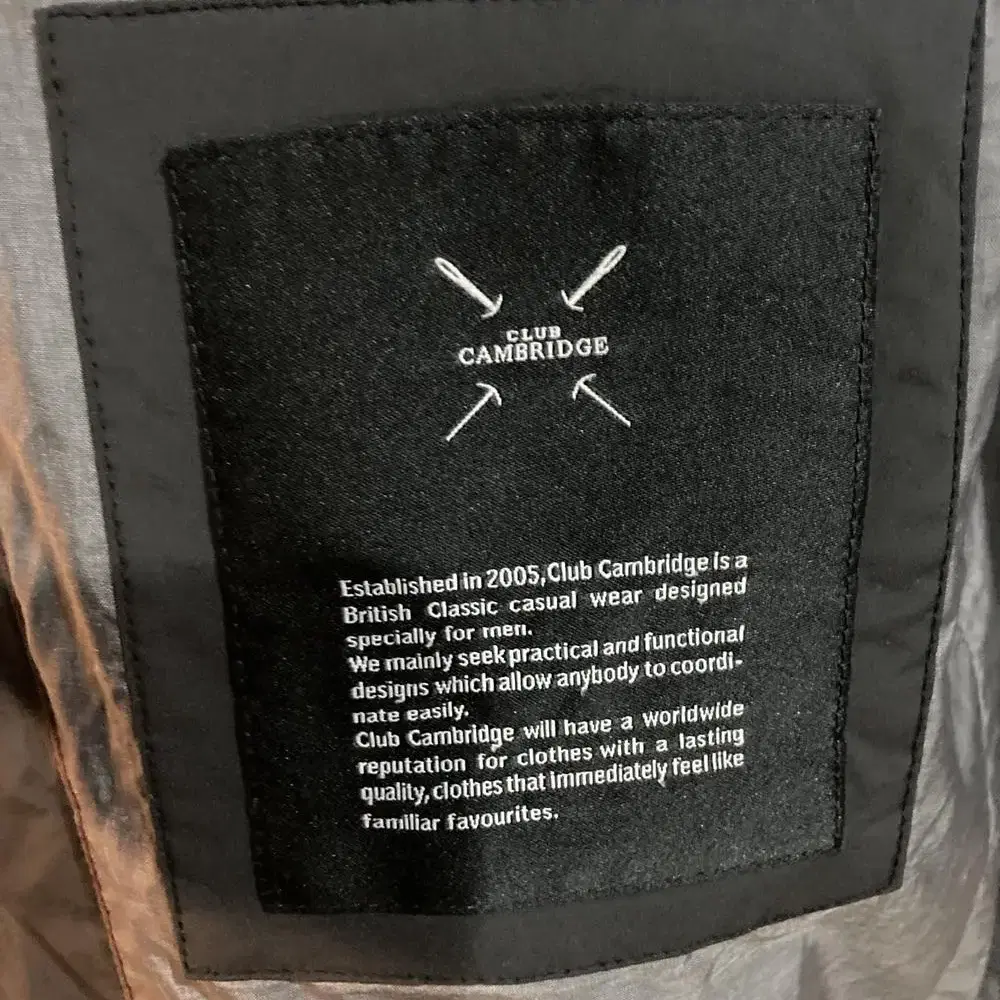 CLUB
CAMBRIDGE
Established in 2005,Club Cambridge is a
British Classic casual wear designed
specially for men.
We mainly seek practical and functional
designs which allow anybody to coordi-
nate easily.
Club Cambridge will have a worldwide
reputation for clothes with a lasting
quality, clothes that immediately feel like
familiar favourites.